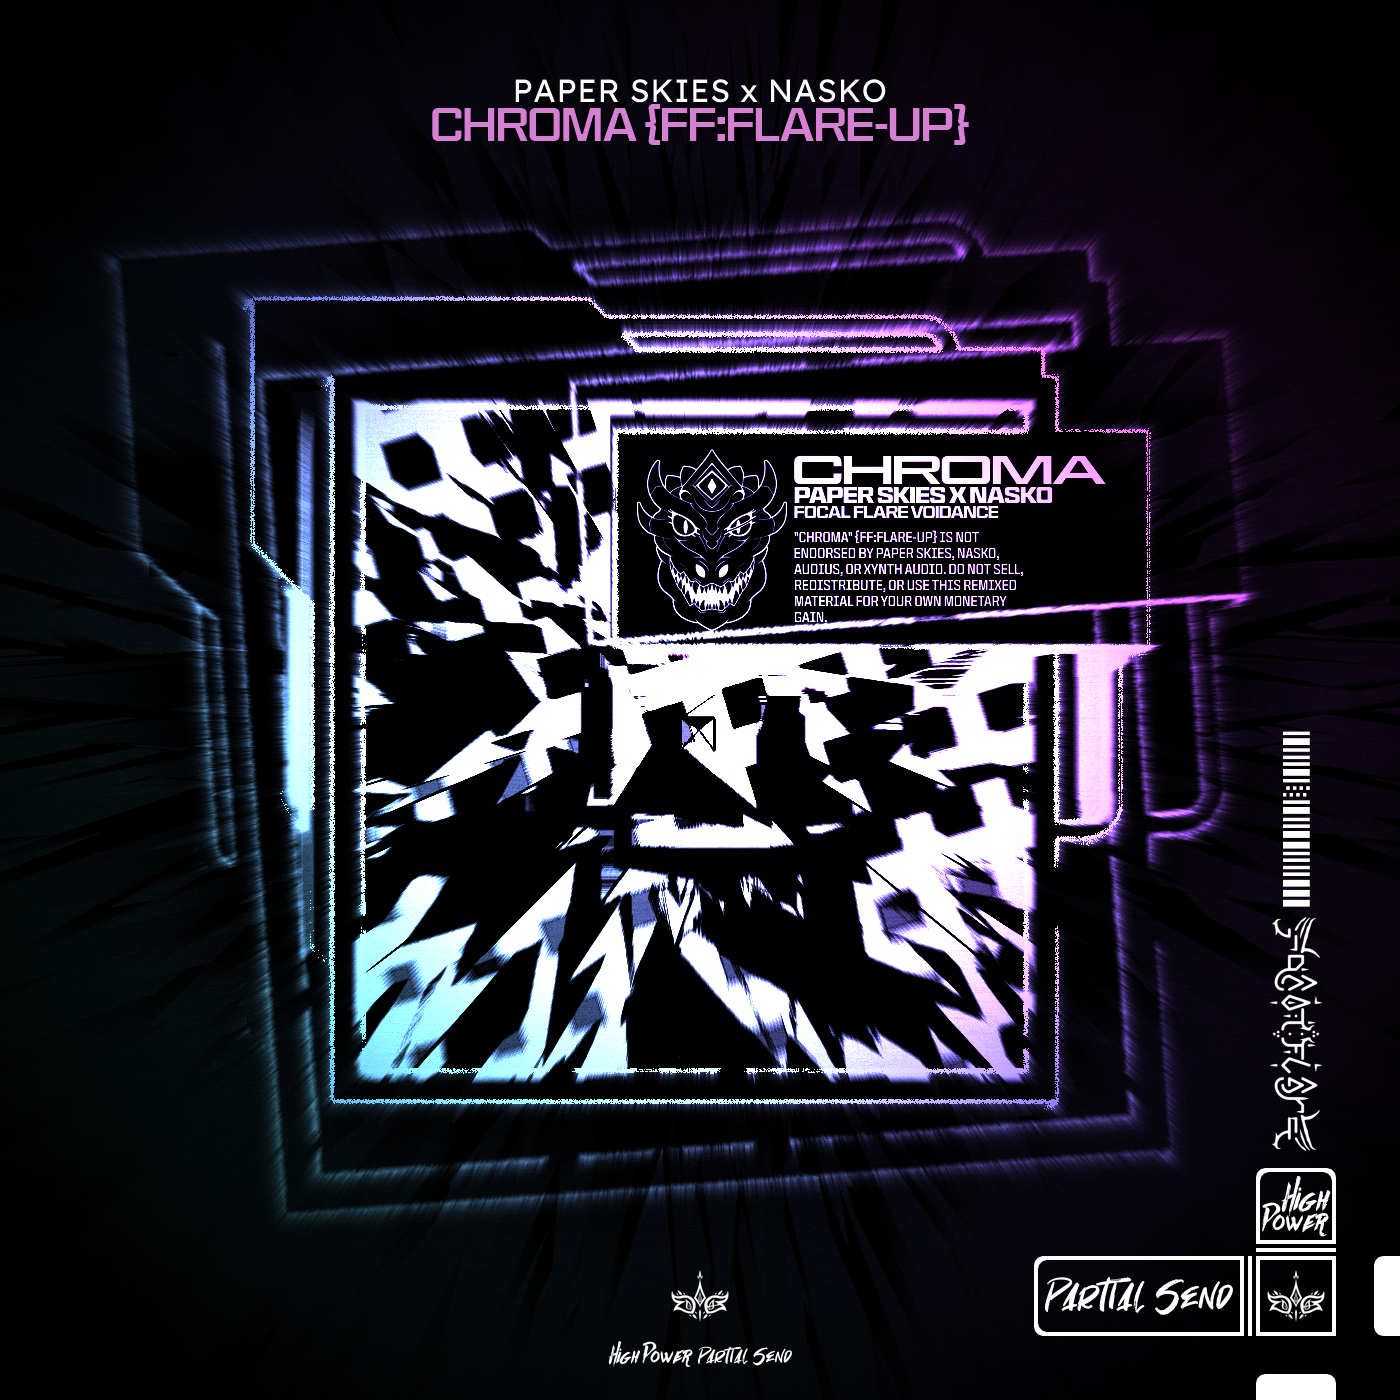 PAPER SKIES x NASKO
CHROMA {FF:FLARE-UP}
CHROMA
PAPER SKIES X NASKO
FOCAL FLARE VOIDANCE
"CHROMA" {FF:FLARE-UP} IS NOT
ENDORSED BY PAPER SKIES, NASKO,
AUDIUS, OR XYNTH AUDIO. DO NOT SELL,
REDISTRIBUTE, OR USE THIS REMIXED
MATERIAL FOR YOUR OWN MONETARY
GAIN.
HIGH
POWER
PARTIAL SEND
HIGH POWER PARTIAL SEND